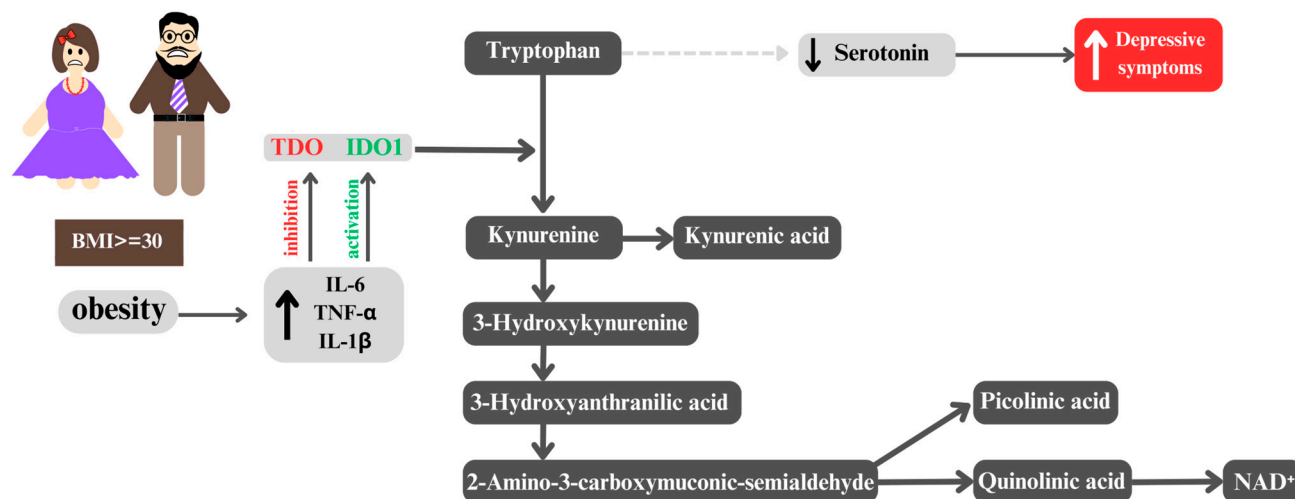 Tryptophan
Serotonin
Depressive
symptoms
TDO IDO1
inhibition
activation
BMI>=30
Kynurenine
Kynurenic acid
obesity
IL-6
TNF-α
IL-1β
3-Hydroxykynurenine
3-Hydroxyanthranilic acid
Picolinic acid
2-Amino-3-carboxymuconic-semialdehyde
Quinolinic acid
NAD⁺